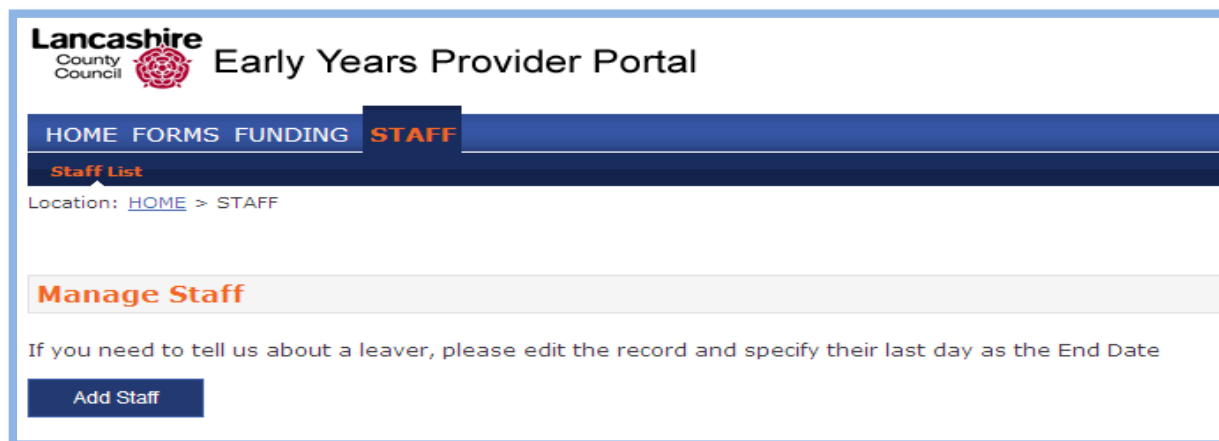 Lancashire
County
Council
Early Years Provider Portal
HOME FORMS FUNDING STAFF
Staff List
Location: HOME > STAFF
Manage Staff
If you need to tell us about a leaver, please edit the record and specify their last day as the End Date
Add Staff